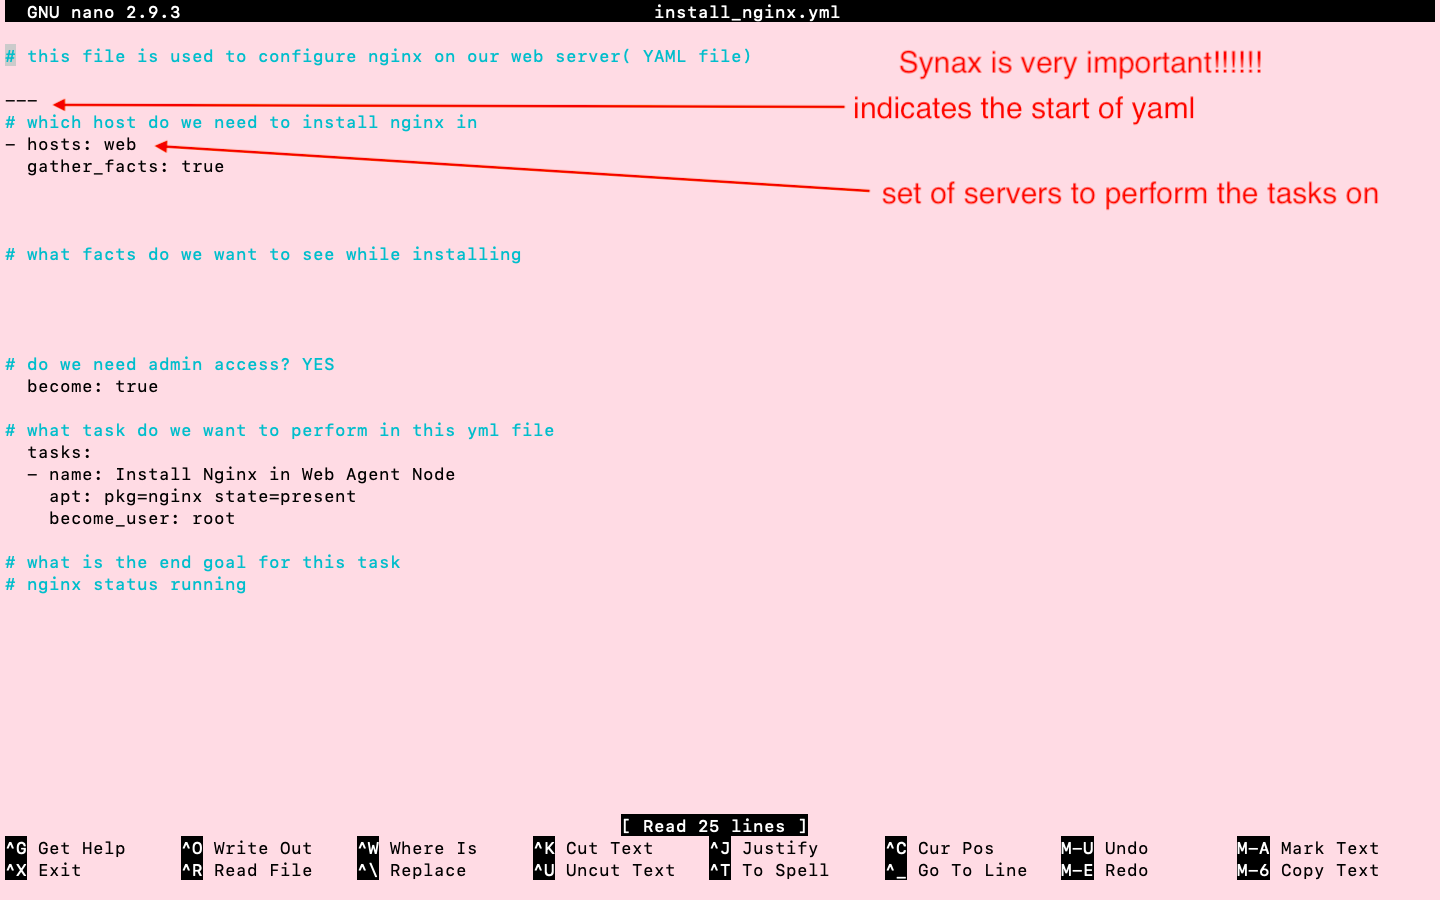 GNU nano 2.9.3 install_nginx.yml
# this file is used to configure nginx on our web server( YAML file)
Synax is very important!!!!!!
---
indicates the start of yaml
# which host do we need to install nginx in
- hosts: web
  gather_facts: true
set of servers to perform the tasks on
# what facts do we want to see while installing
# do we need admin access? YES
  become: true
# what task do we want to perform in this yml file
  tasks:
  - name: Install Nginx in Web Agent Node
    apt: pkg=nginx state=present
    become_user: root
# what is the end goal for this task
# nginx status running
[ Read 25 lines ]
^G Get Help ^O Write Out ^W Where Is ^K Cut Text ^J Justify ^C Cur Pos M-U Undo M-A Mark Text
^X Exit ^R Read File ^\ Replace ^U Uncut Text ^T To Spell ^_ Go To Line M-E Redo M-6 Copy Text